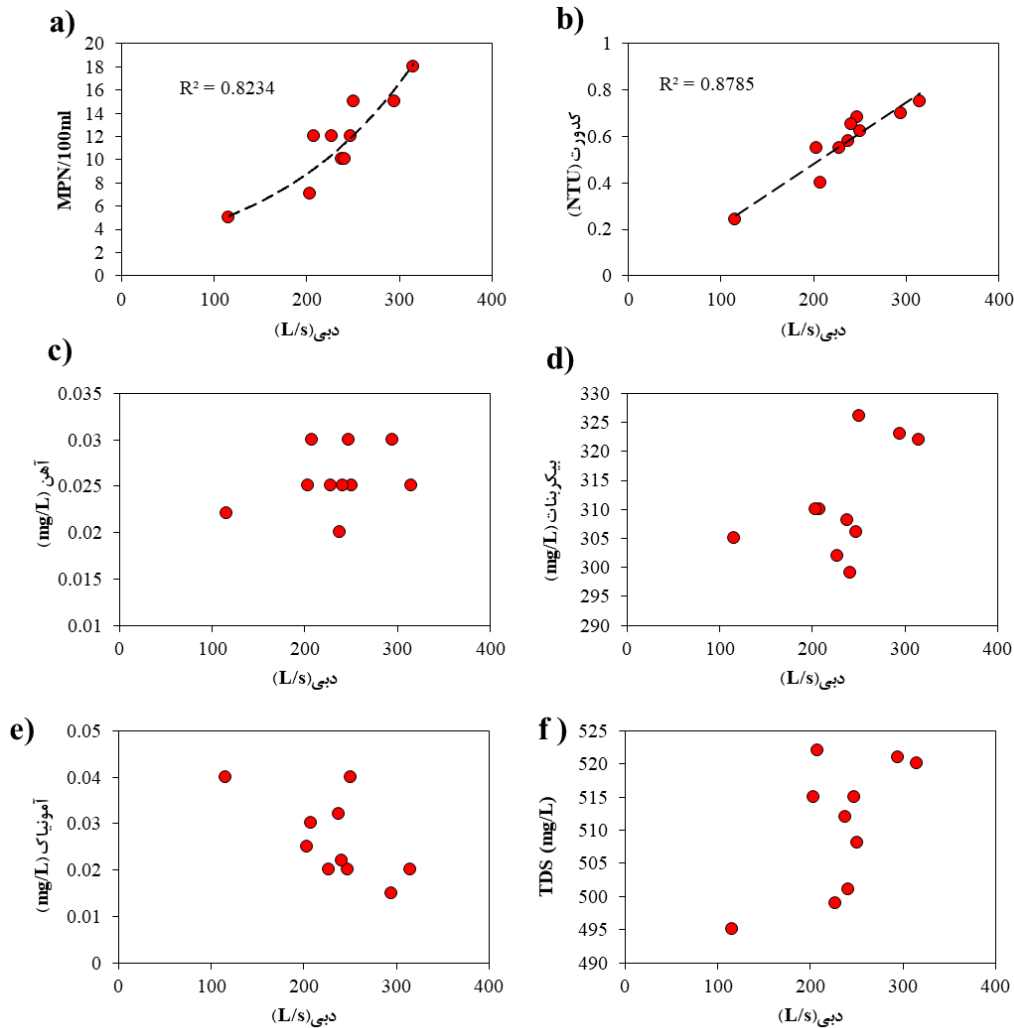 a)
MPN/100ml
20
18
16
14
12
10
8
6
4
2
0
R² = 0.8234
0 100 200 300 400
دبی(L/s)
b)
کدورت (NTU)
1
0.8
0.6
0.4
0.2
0
R² = 0.8785
0 100 200 300 400
دبی(L/s)
c)
آهن (mg/L)
0.035
0.03
0.025
0.02
0.015
0.01
0 100 200 300 400
دبی(L/s)
d)
بیکربنات (mg/L)
330
325
320
315
310
305
300
295
290
0 100 200 300 400
دبی(L/s)
e)
آمونیاک (mg/L)
0.05
0.04
0.03
0.02
0.01
0
0 100 200 300 400
دبی(L/s)
f)
TDS (mg/L)
525
520
515
510
505
500
495
490
0 100 200 300 400
دبی(L/s)